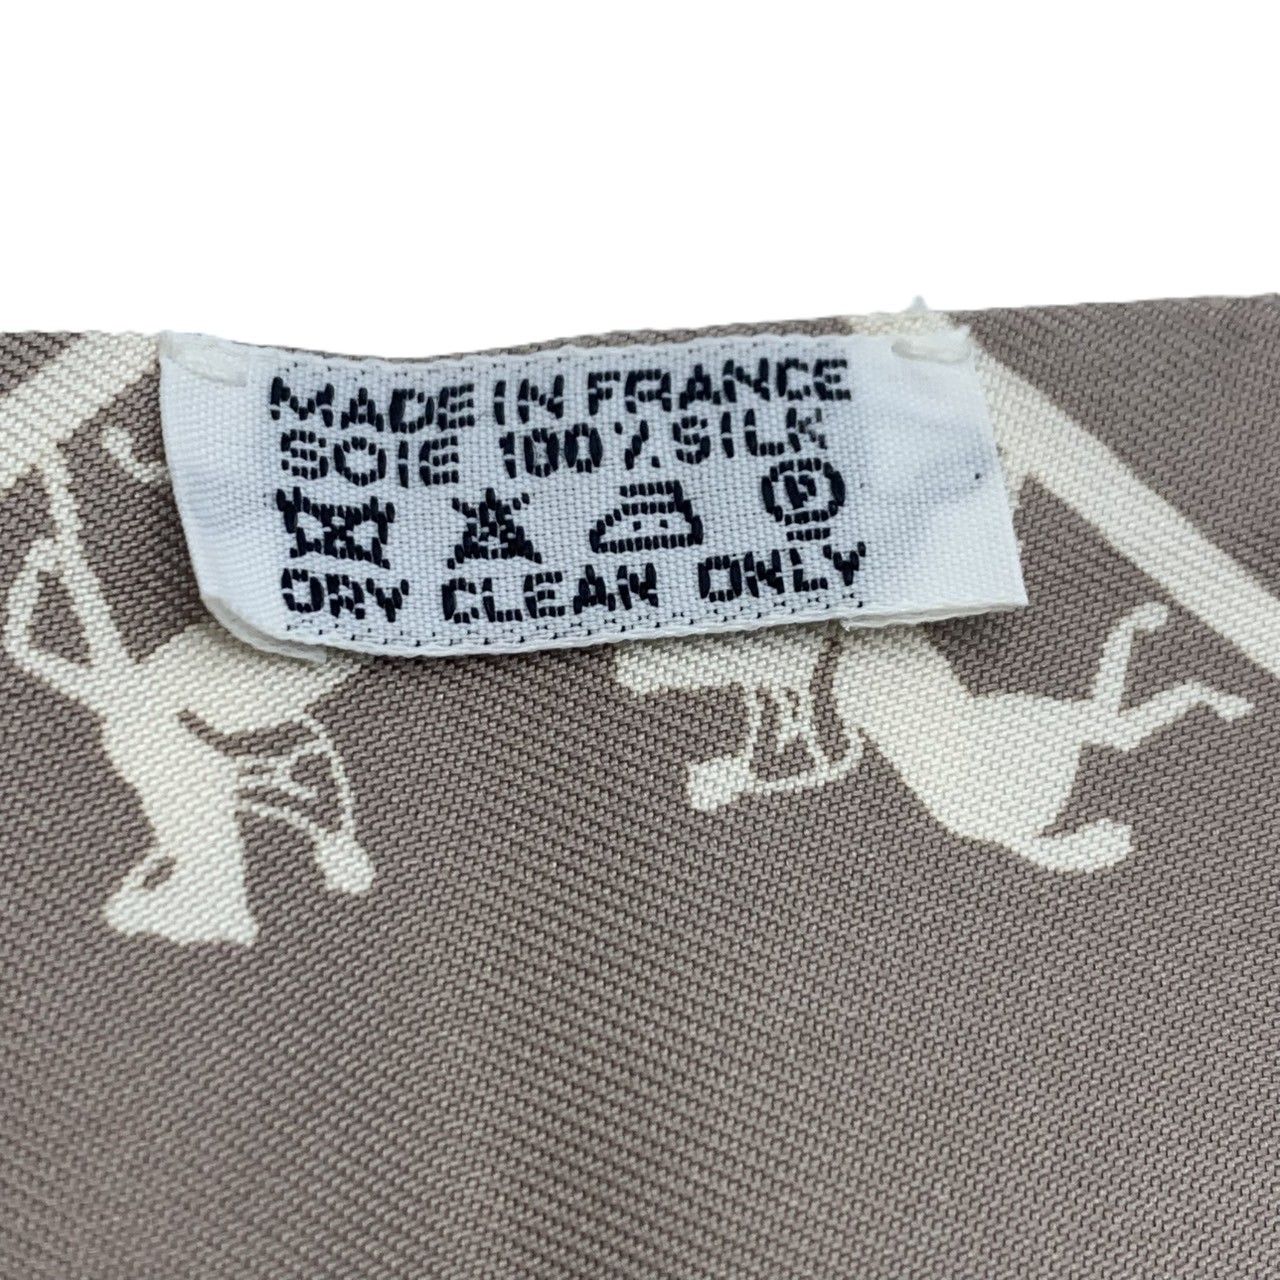 MADE IN FRANCE
SOIE 100% SILK
P
DRY CLEAN ONLY